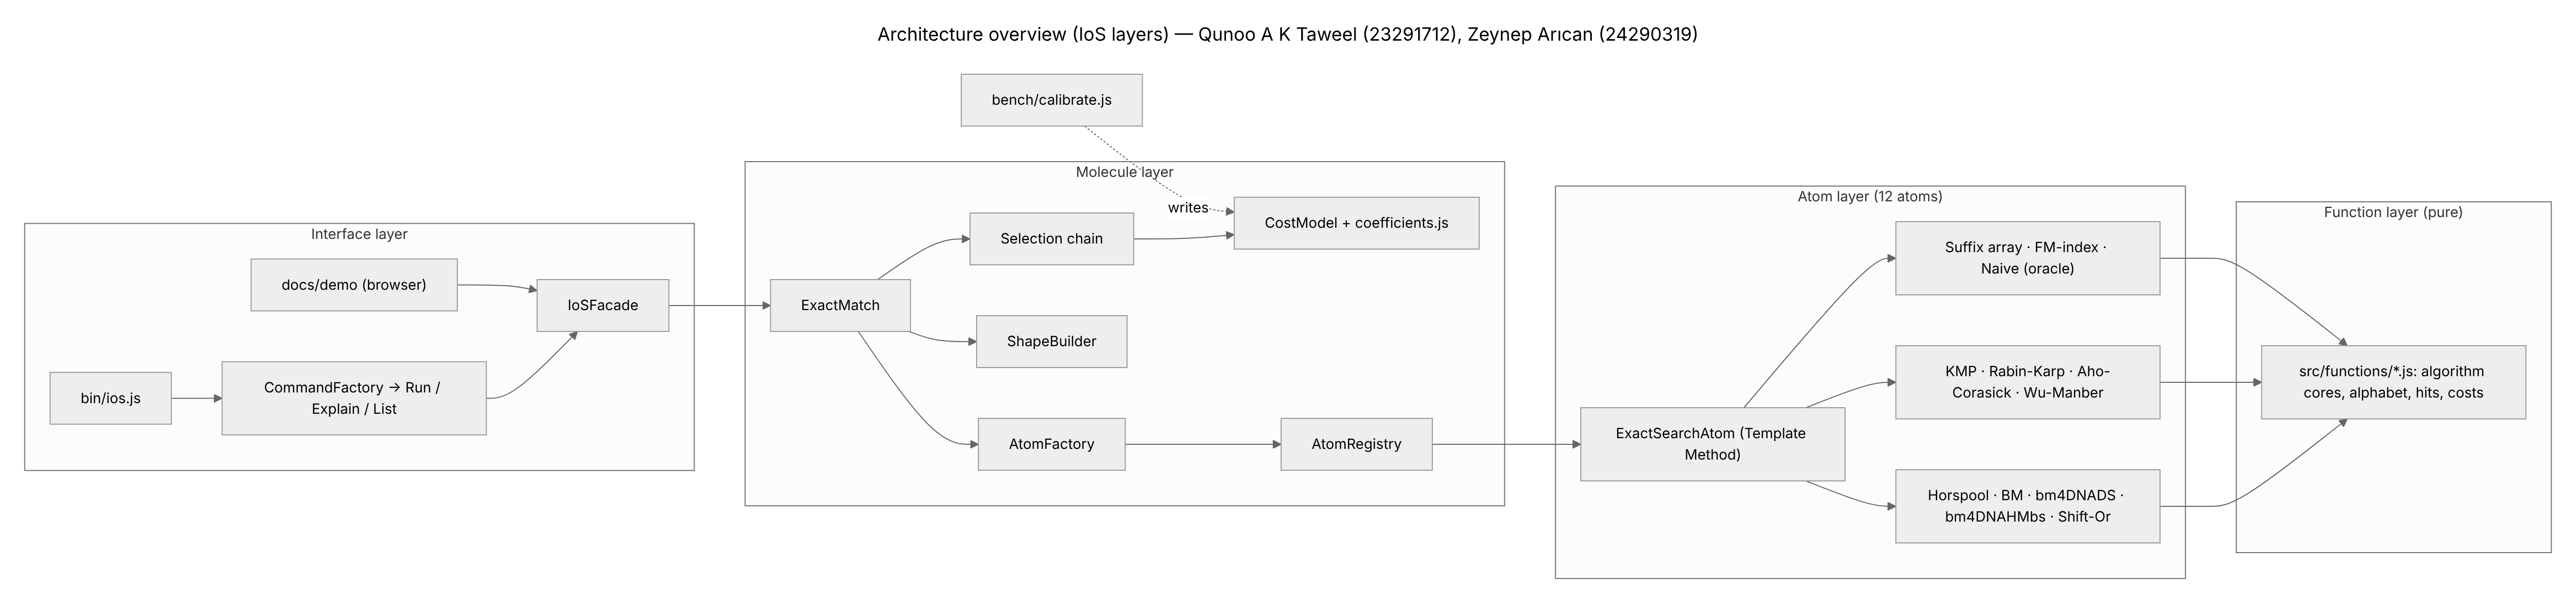 Architecture overview (IoS layers) — Qunoo A K Taweel (23291712), Zeynep Arıcan (24290319)
bench/calibrate.js
Interface layer
docs/demo (browser)
IoSFacade
bin/ios.js
CommandFactory → Run /
Explain / List
Molecule layer
writes
CostModel + coefficients.js
Selection chain
ExactMatch
ShapeBuilder
AtomFactory
AtomRegistry
Atom layer (12 atoms)
Suffix array · FM-index ·
Naive (oracle)
KMP · Rabin-Karp · Aho-
Corasick · Wu-Manber
ExactSearchAtom (Template
Method)
Horspool · BM · bm4DNADS ·
bm4DNAHMbs · Shift-Or
Function layer (pure)
src/functions/*.js: algorithm
cores, alphabet, hits, costs